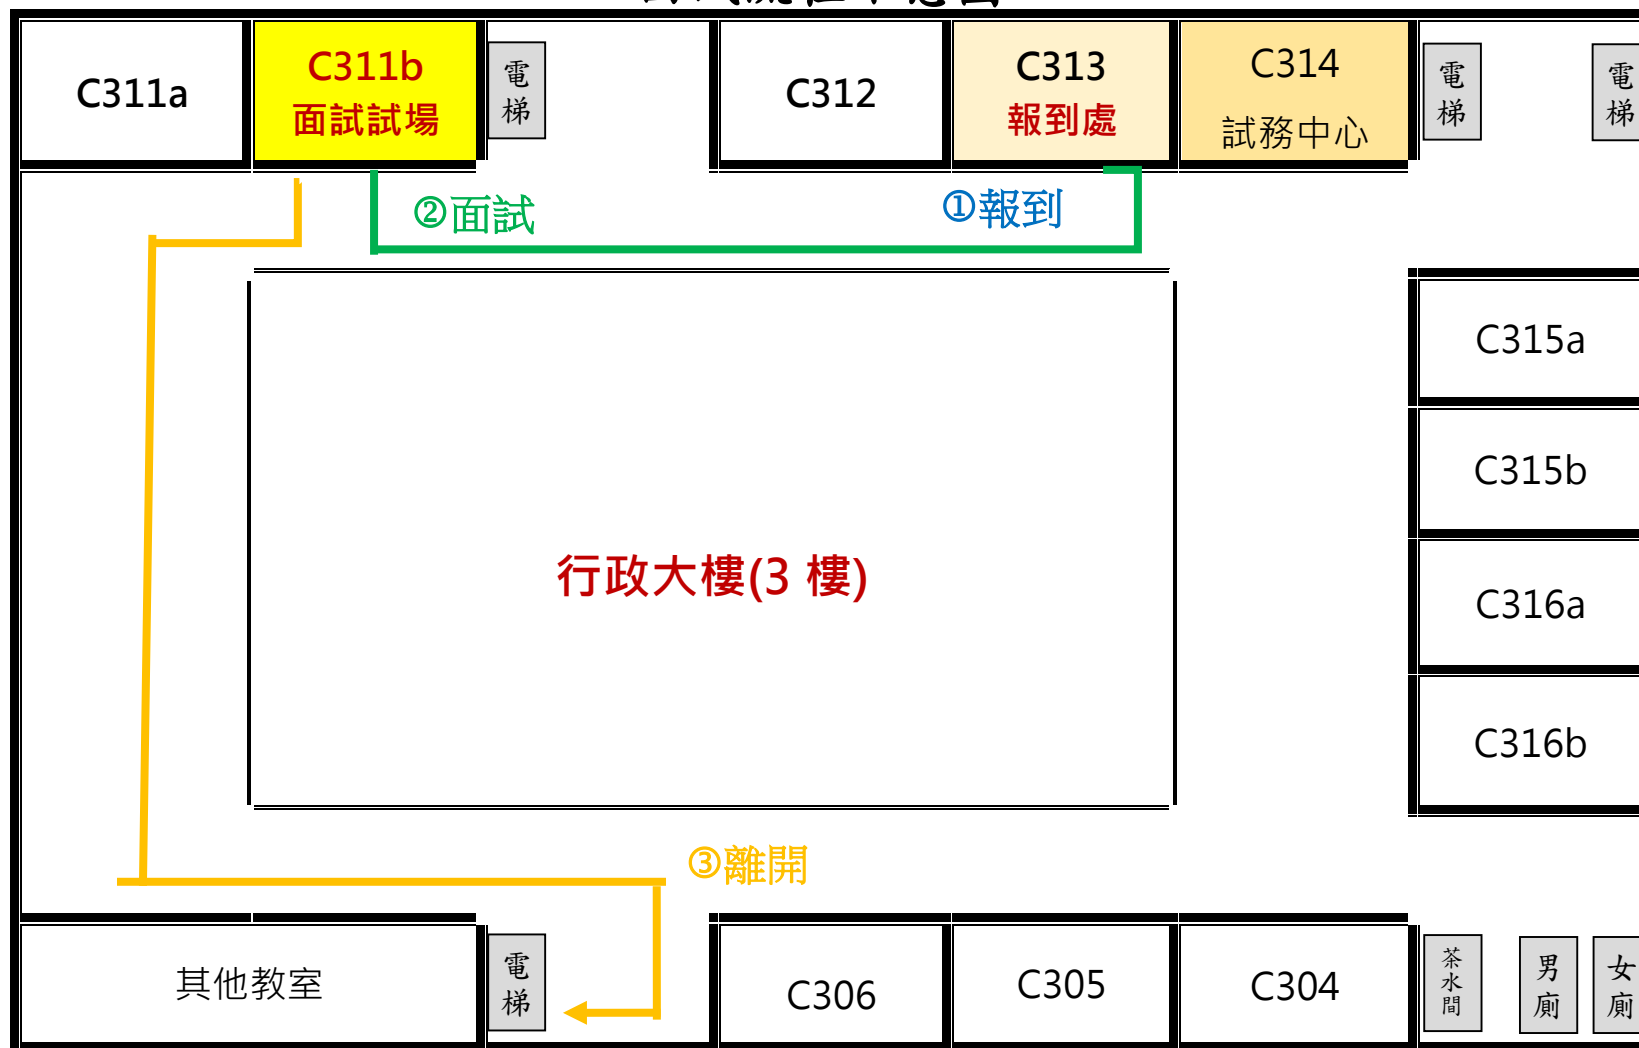 C311a
C311b
面試試場
電
梯
C312
C313
報到處
C314
試務中心
電
梯
電
梯
②面試
①報到
C315a
C315b
行政大樓(3 樓)
C316a
C316b
③離開
其他教室
電
梯
C306
C305
C304
茶
水
間
男
廁
女
廁